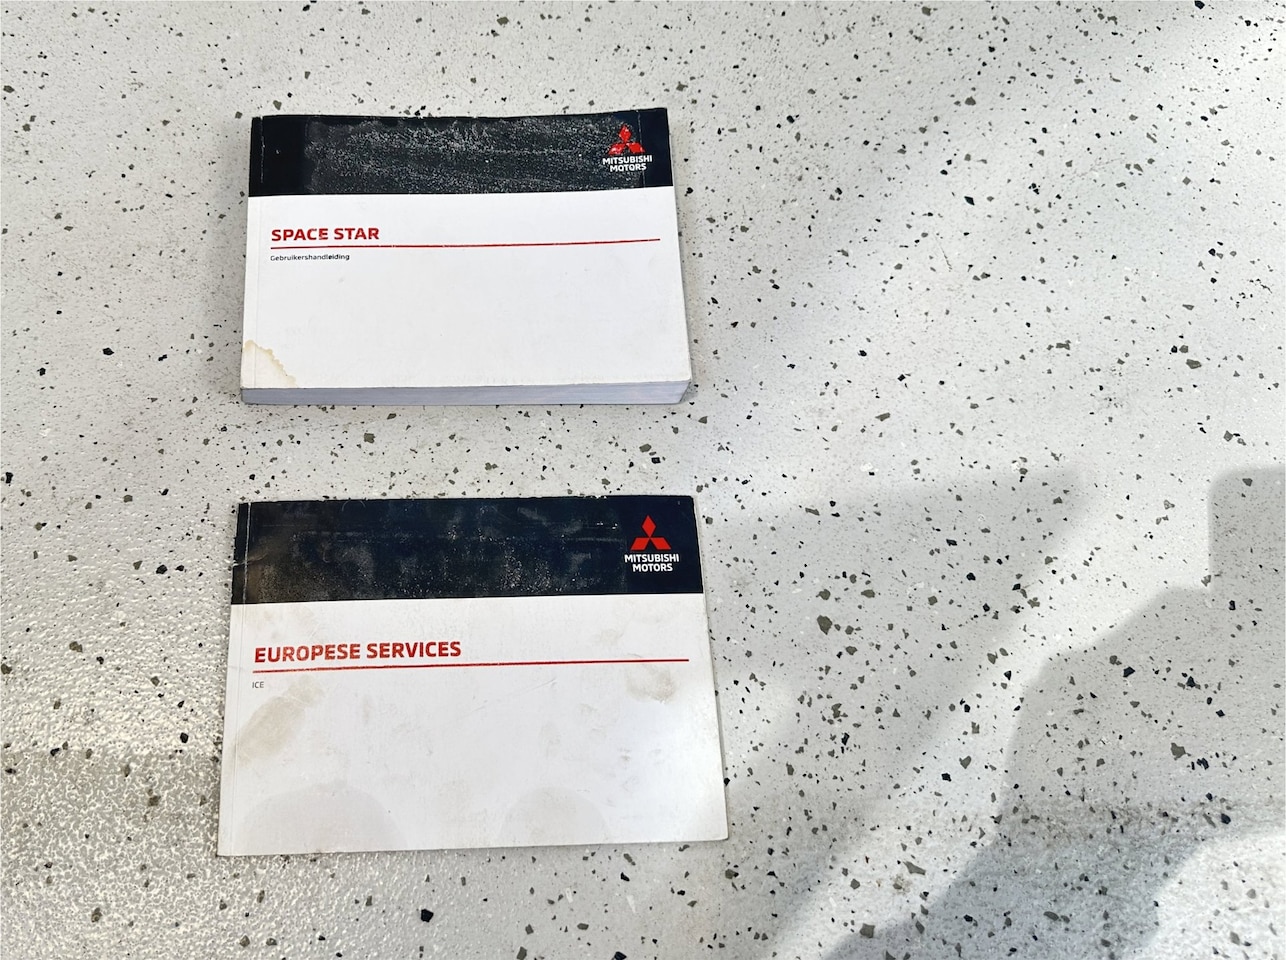 MITSUBISHI
MOTORS
SPACE STAR
Gebruikershandleiding
MITSUBISHI
MOTORS
EUROPESE SERVICES
ICE